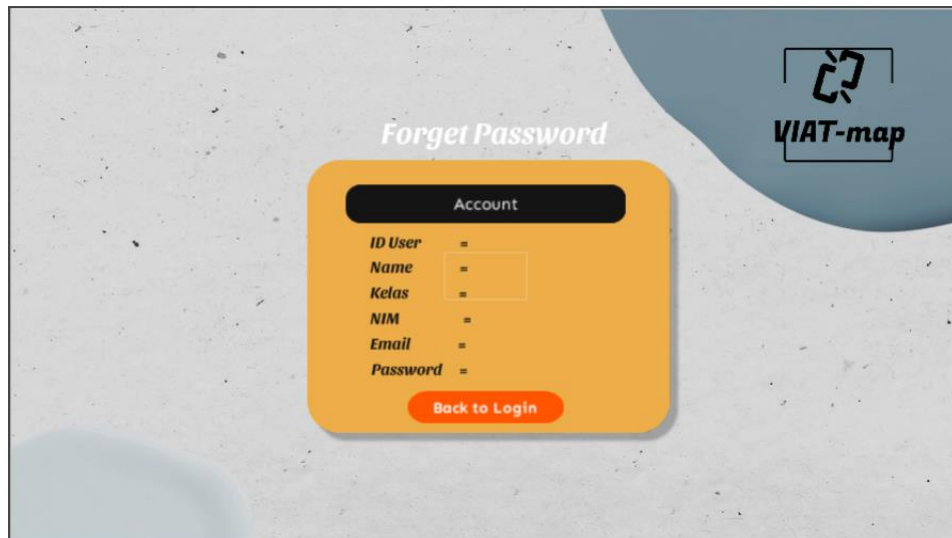 VIAT-map
Forget Password
Account
ID User =
Name =
Kelas =
NIM =
Email =
Password =
Back to Login